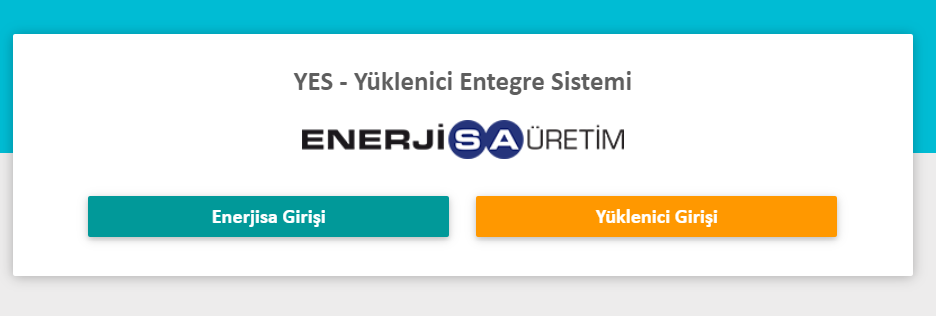 YES - Yüklenici Entegre Sistemi
ENERJİSA ÜRETİM
Enerjisa Girişi
Yüklenici Girişi